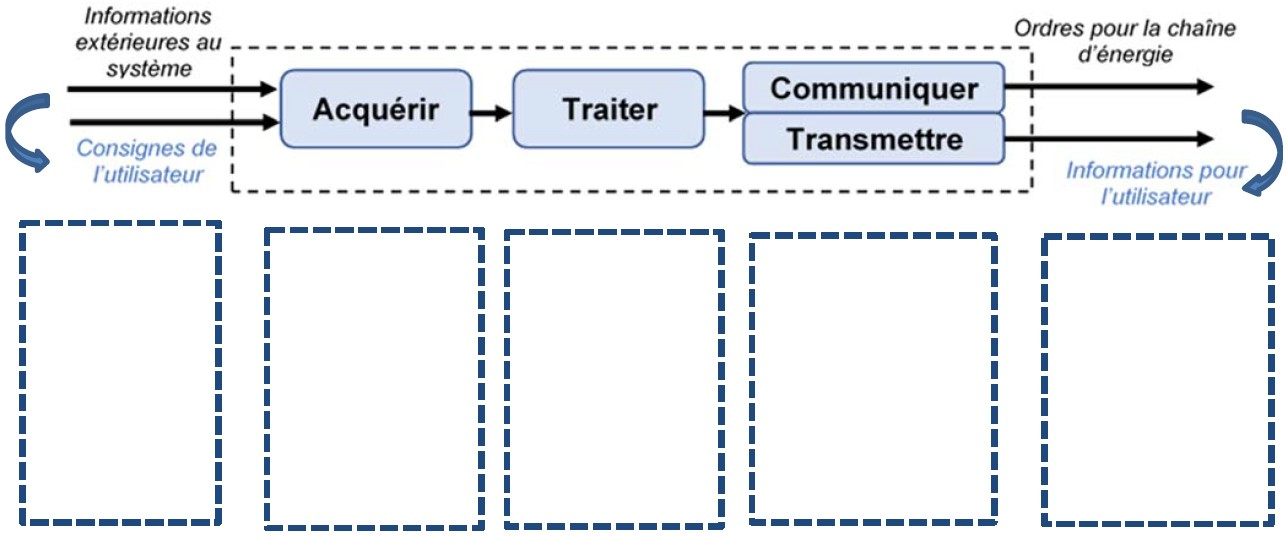 Informations
extérieures au
système
Consignes de
l'utilisateur
Acquérir
Traiter
Communiquer
Transmettre
Ordres pour la chaîne
d'énergie
Informations pour
l'utilisateur